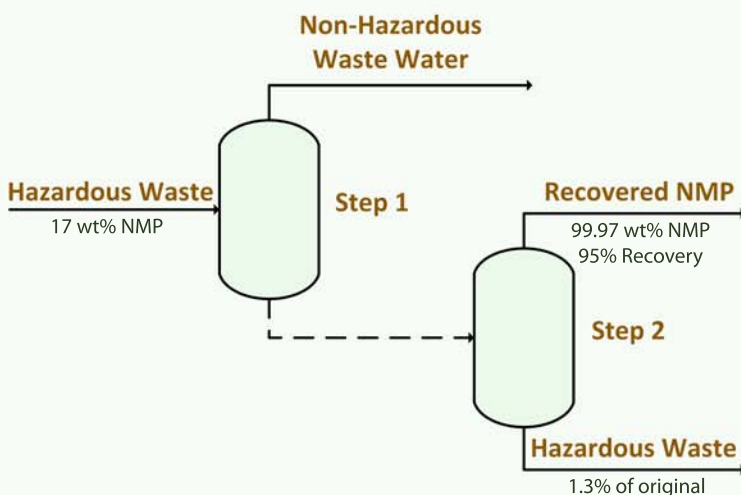 Non-Hazardous
Waste Water
Hazardous Waste
17 wt% NMP
Step 1
Recovered NMP
99.97 wt% NMP
95% Recovery
Step 2
Hazardous Waste
1.3% of original